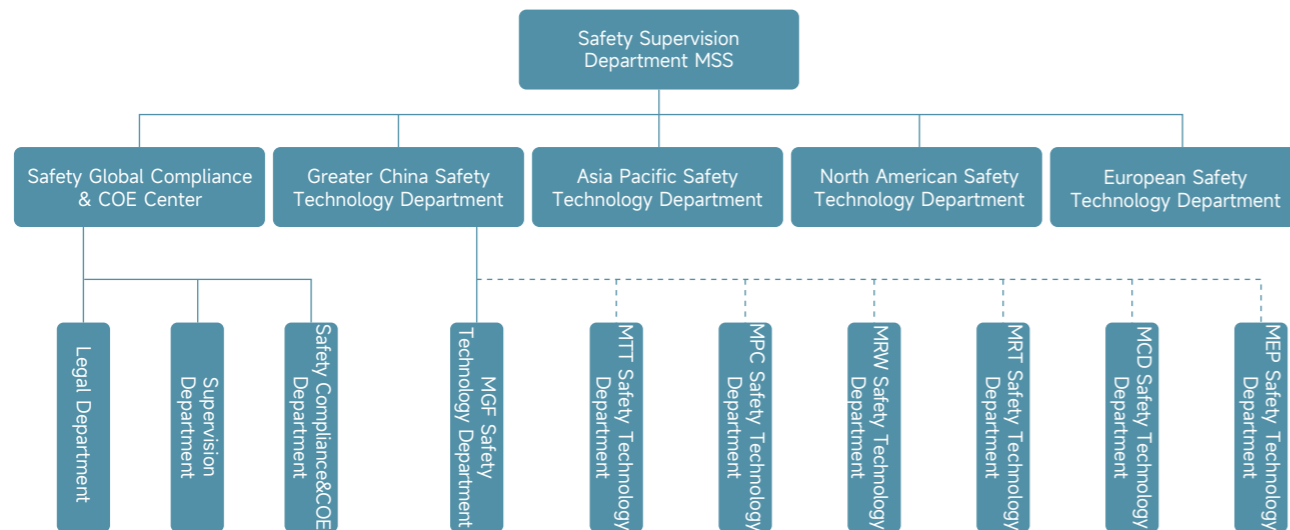 Safety Supervision
Department MSS
Safety Global Compliance
& COE Center
Greater China Safety
Technology Department
Asia Pacific Safety
Technology Department
North American Safety
Technology Department
European Safety
Technology Department
Legal Department
Supervision
Department
Safety Compliance&COE
Department
MGF Safety
Technology Department
MTT Safety Technology
Department
MPC Safety Technology
Department
MRW Safety Technology
Department
MRT Safety Technology
Department
MCD Safety Technology
Department
MEP Safety Technology
Department